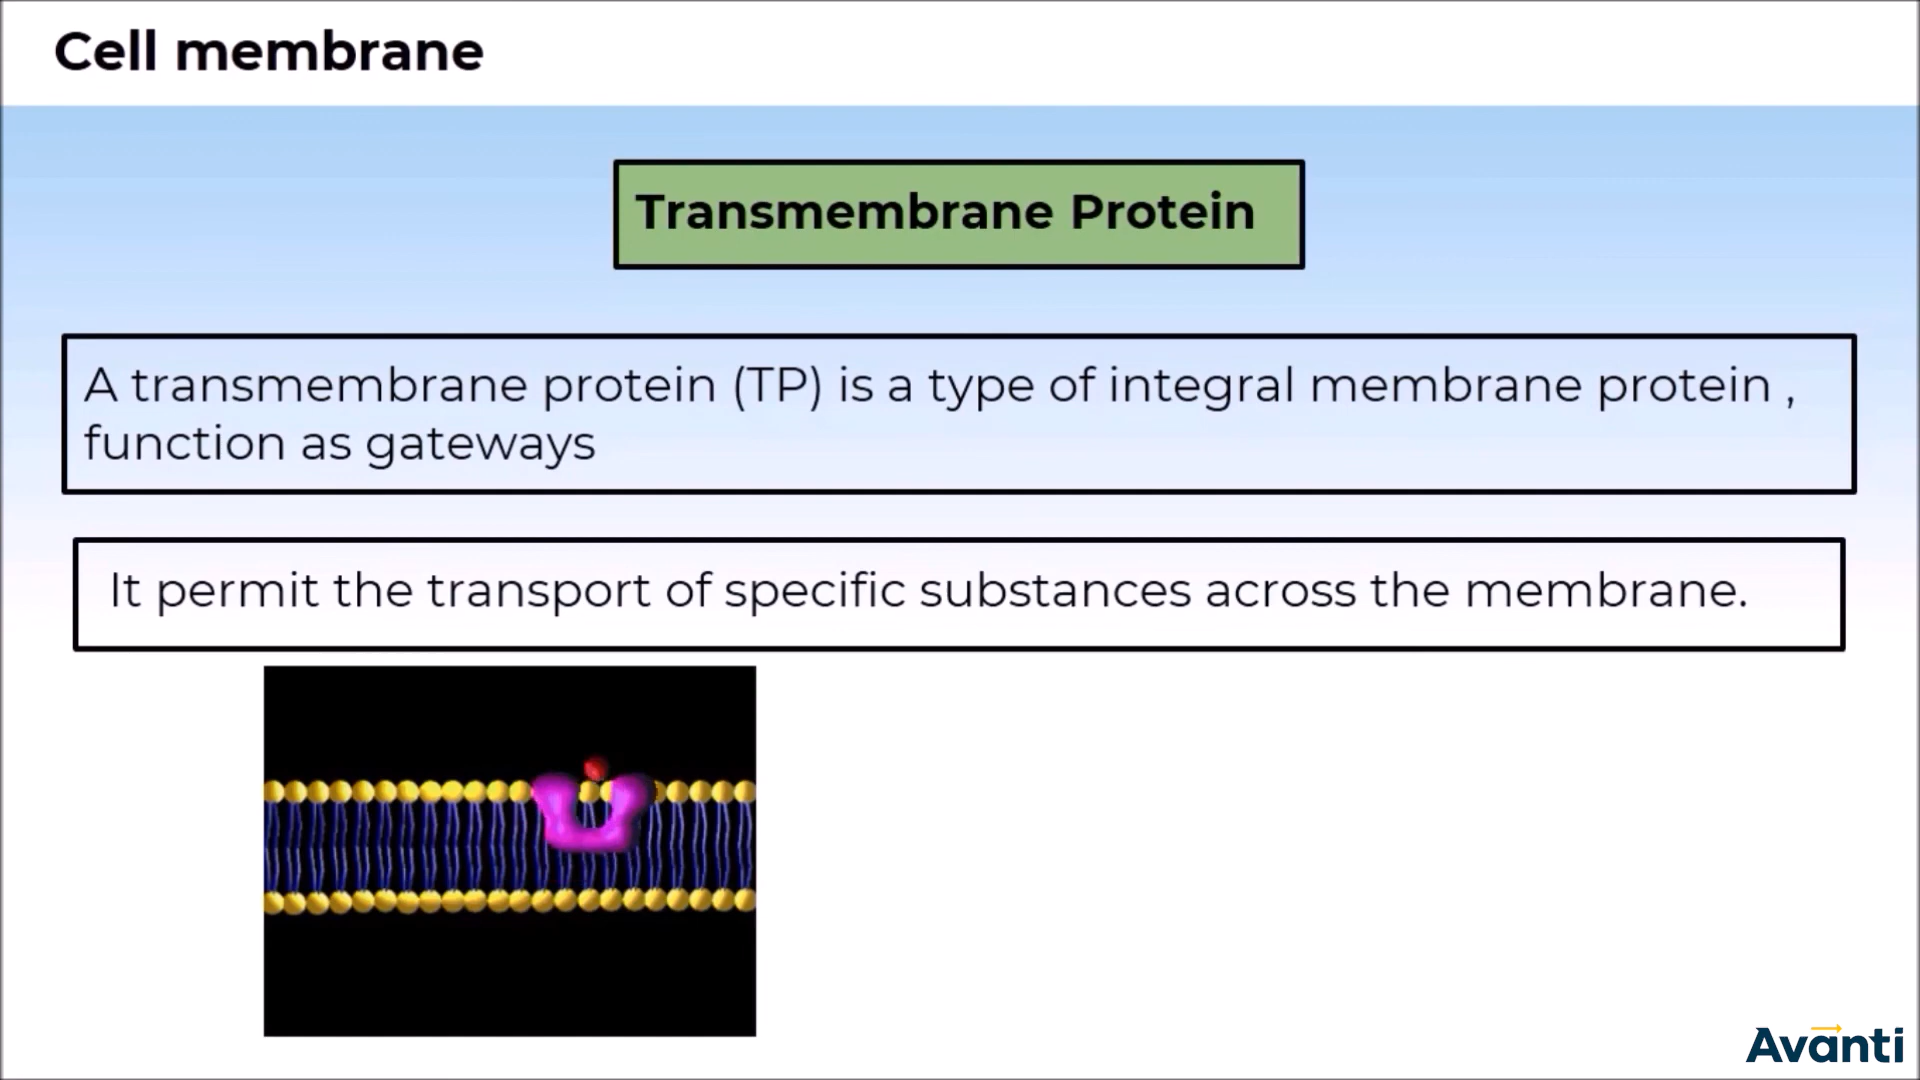 Cell membrane
Transmembrane Protein
A transmembrane protein (TP) is a type of integral membrane protein ,
function as gateways
It permit the transport of specific substances across the membrane.
Avanti